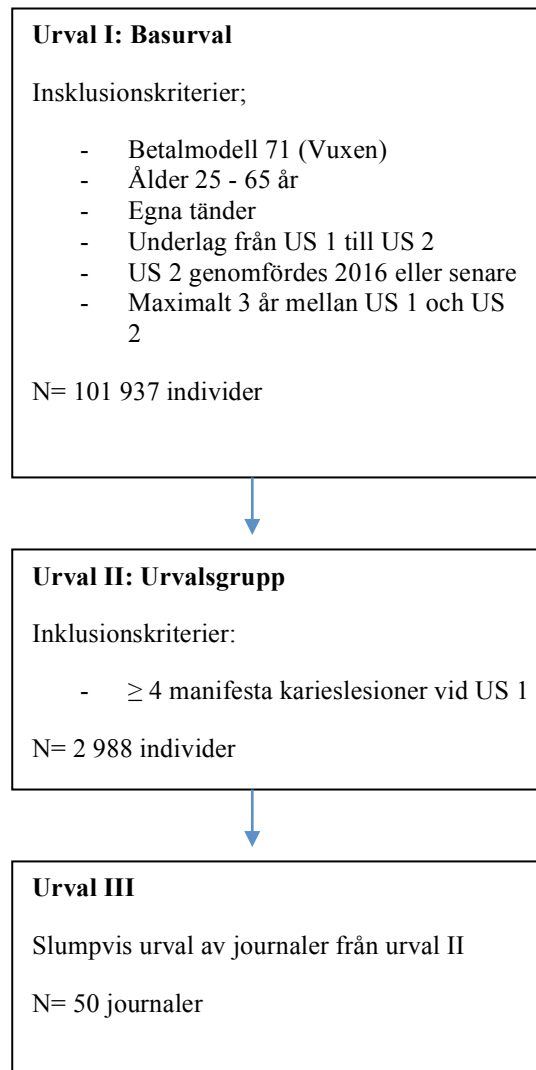 Urval I: Basurval
Insklusionskriterier;
- Betalmodell 71 (Vuxen)
- Ålder 25 - 65 år
- Egna tänder
- Underlag från US 1 till US 2
- US 2 genomfördes 2016 eller senare
- Maximalt 3 år mellan US 1 och US
2
N= 101 937 individer
Urval II: Urvalsgrupp
Inklusionskriterier:
- ≥ 4 manifesta karieslesioner vid US 1
N= 2 988 individer
Urval III
Slumpvis urval av journaler från urval II
N= 50 journaler